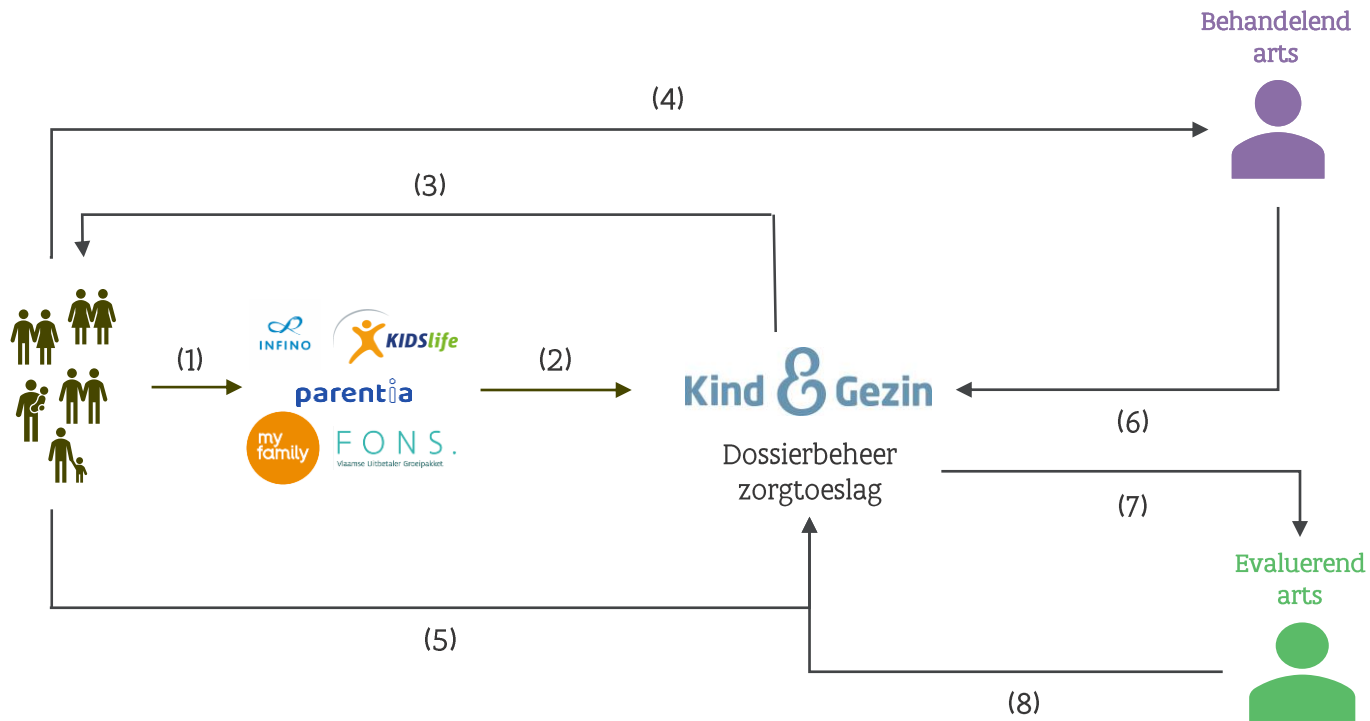 Behandelend
arts
(4)
(3)
(1)
INFINO
KIDSlife
parentia
my
family
FONS.
Vlaamse Uitbetaler Groeipakket
(2)
Kind & Gezin
Dossierbeheer
zorgtoeslag
(6)
(7)
Evaluerend
arts
(5)
(8)